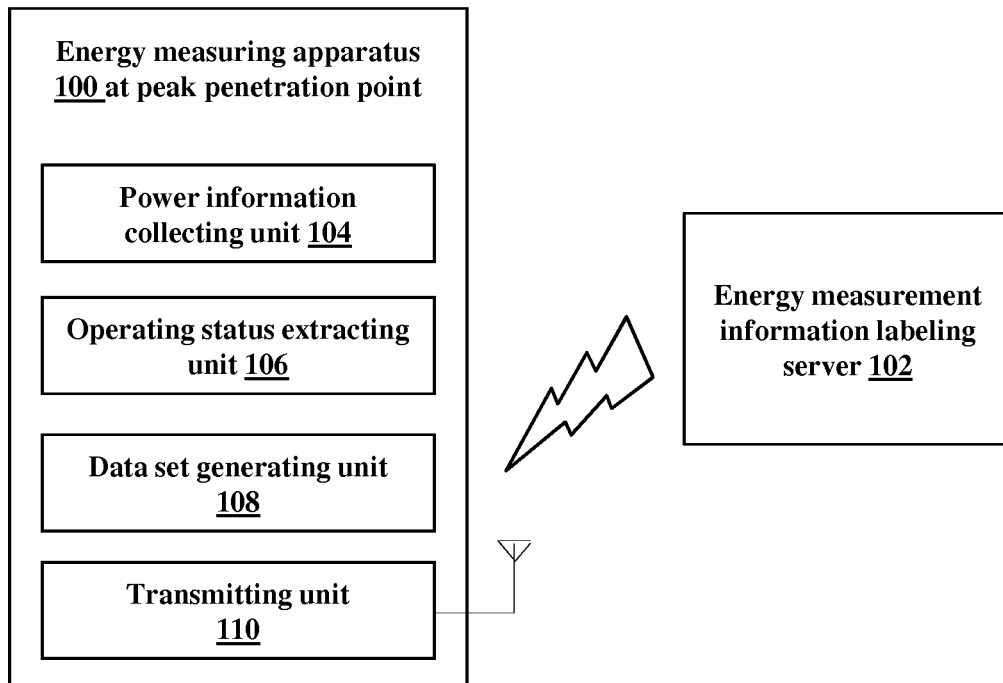 Energy measuring apparatus
100 at peak penetration point
Power information
collecting unit 104
Operating status extracting
unit 106
Data set generating unit
108
Transmitting unit
110
Energy measurement
information labeling
server 102